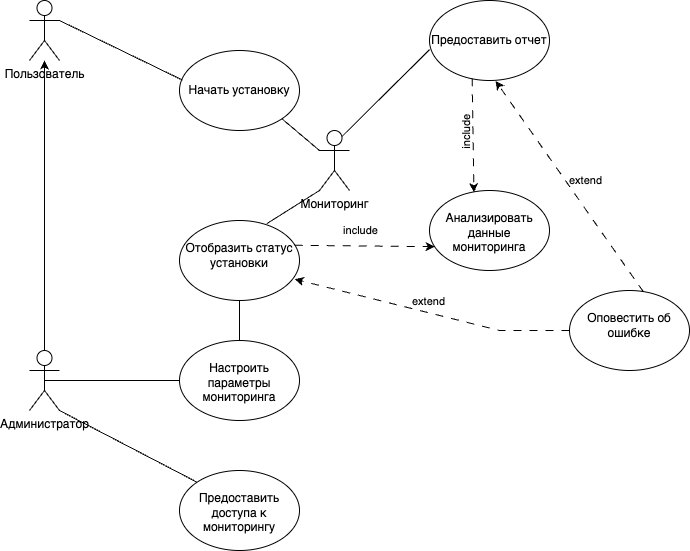 Предоставить отчет
Пользователь
Начать установку
include
Мониторинг
extend
Анализировать
данные
мониторинга
include
Отобразить статус
установки
extend
Оповестить об
ошибке
Настроить
параметры
мониторинга
Администратор
Предоставить
доступа к
мониторингу